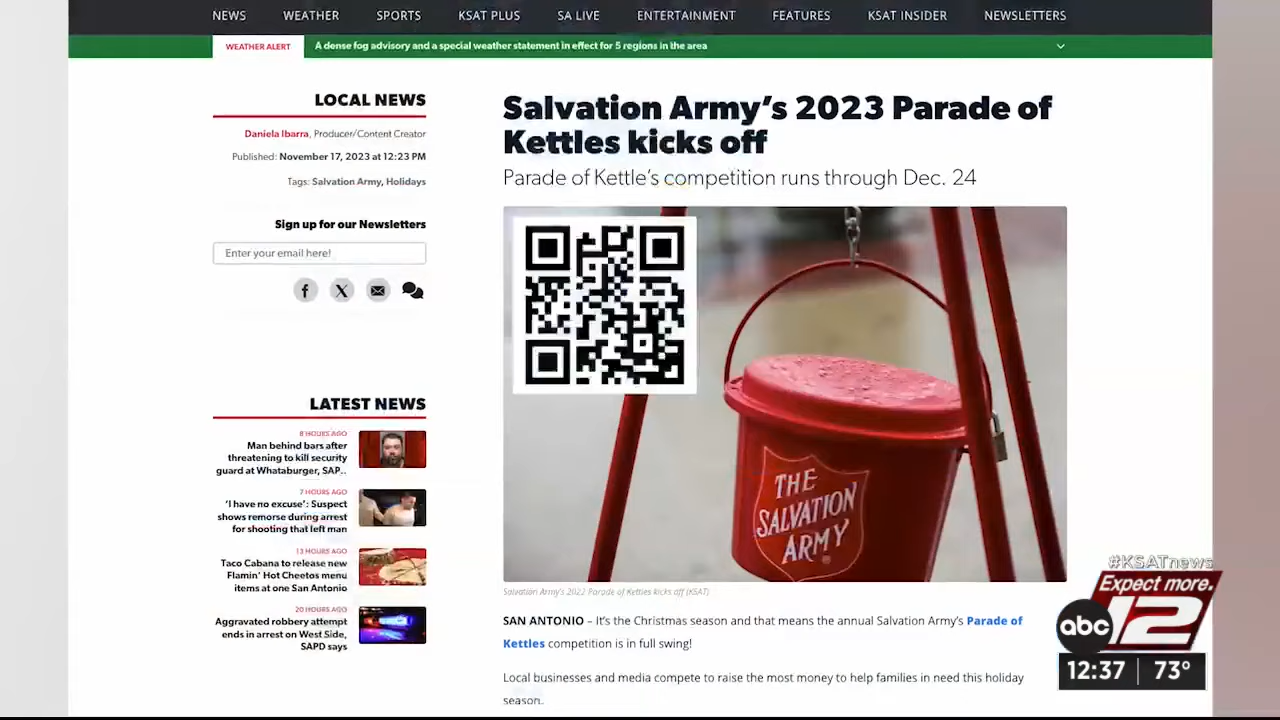 NEWS WEATHER SPORTS KSAT PLUS SA LIVE ENTERTAINMENT FEATURES KSAT INSIDER NEWSLETTERS
WEATHER ALERT A dense fog advisory and a special weather statement in effect for 5 regions in the area
LOCAL NEWS
Daniela Ibarra, Producer/Content Creator
Published: November 17, 2023 at 12:23 PM
Tags: Salvation Army, Holidays
Sign up for our Newsletters
Enter your email here!
LATEST NEWS
8 HOURS AGO
Man behind bars after
threatening to kill security
guard at Whataburger, SAP..
7 HOURS AGO
'I have no excuse': Suspect
shows remorse during arrest
for shooting that left man
13 HOURS AGO
Taco Cabana to release new
Flamin' Hot Cheetos menu
items at one San Antonio
20 HOURS AGO
Aggravated robbery attempt
ends in arrest on West Side,
SAPD says
Salvation Army's 2023 Parade of
Kettles kicks off
Parade of Kettle's competition runs through Dec. 24
THE
SALVATION
ARMY
Salvation Army's 2022 Parade of Kettles kicks off (KSAT)
SAN ANTONIO – It's the Christmas season and that means the annual Salvation Army's Parade of
Kettles competition is in full swing!
Local businesses and media compete to raise the most money to help families in need this holiday
season.
#KSATnews
Expect more.
abc 12
12:37 73°